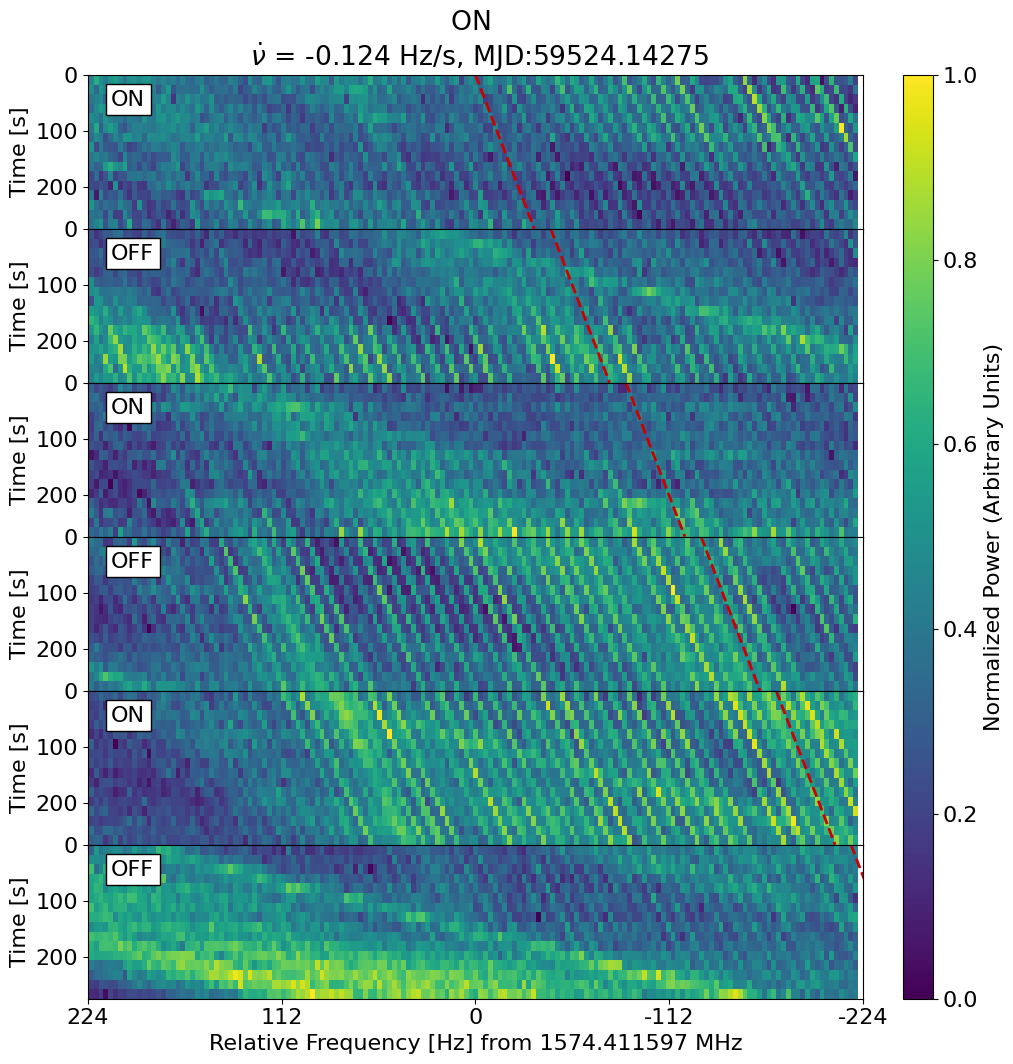 ON
ν̇ = -0.124 Hz/s, MJD:59524.14275
0
100
200
Time [s]
ON
0
100
200
Time [s]
OFF
0
100
200
Time [s]
ON
0
100
200
Time [s]
OFF
0
100
200
Time [s]
ON
0
100
200
Time [s]
OFF
224 112 0 -112 -224
Relative Frequency [Hz] from 1574.411597 MHz
1.0
0.8
0.6
0.4
0.2
0.0
Normalized Power (Arbitrary Units)